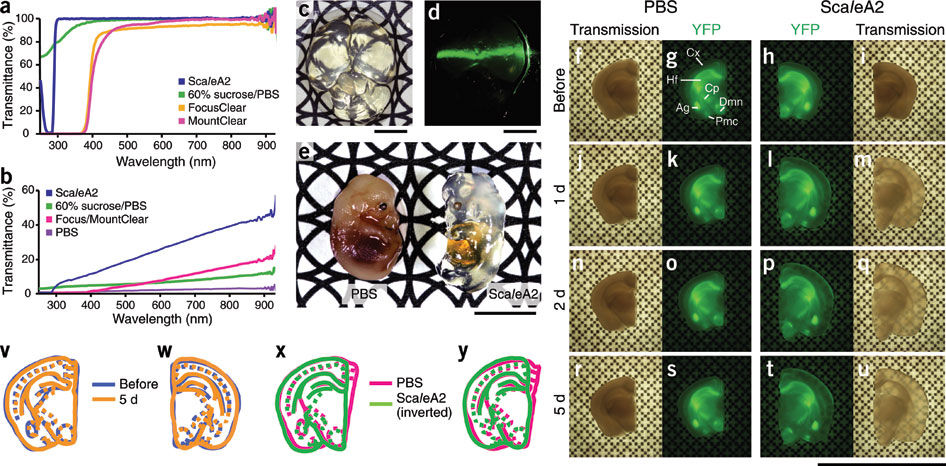 a
Transmittance (%)
100
80
60
40
20
0
Sca/eA2
60% sucrose/PBS
FocusClear
MountClear
300 400 500 600 700 800 900
Wavelength (nm)
b
Transmittance (%)
60
40
20
0
Sca/eA2
60% sucrose/PBS
Focus/MountClear
PBS
300 400 500 600 700 800 900
Wavelength (nm)
c
d
e
PBS
Sca/eA2
PBS
Sca/eA2
Transmission
YFP
YFP
Transmission
Before
f
g
Cx
Hf
Cp
Ag
Dmn
Pmc
h
i
1 d
j
k
l
m
2 d
n
o
p
q
5 d
r
s
t
u
v
Before
5 d
w
x
PBS
Sca/eA2
(inverted)
y